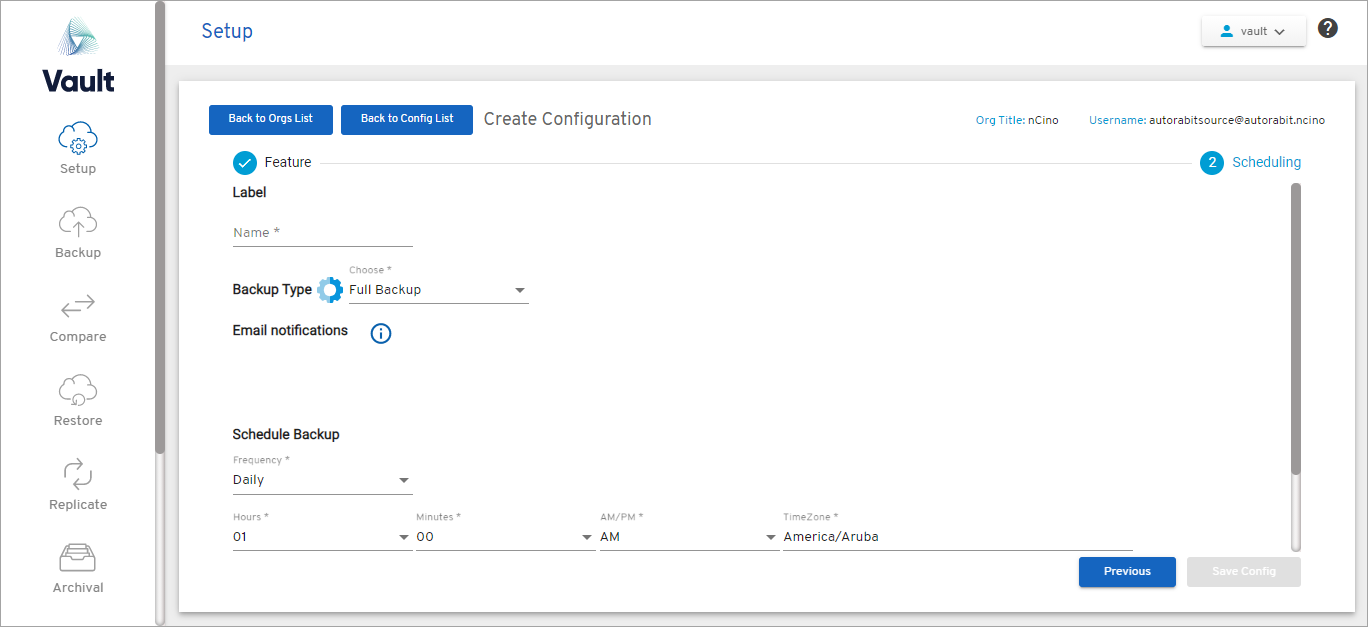 Vault
Setup
Backup
Compare
Restore
Replicate
Archival
Setup
vault
?
Back to Orgs List
Back to Config List
Create Configuration
Org Title: nCino
Username: autorabitsource@autorabit.ncino
Feature
2 Scheduling
Label
Name *
Backup Type
Choose *
Full Backup
Email notifications
Schedule Backup
Frequency *
Daily
Hours * Minutes * AM/PM * TimeZone *
01 00 AM America/Aruba
Previous
Save Config